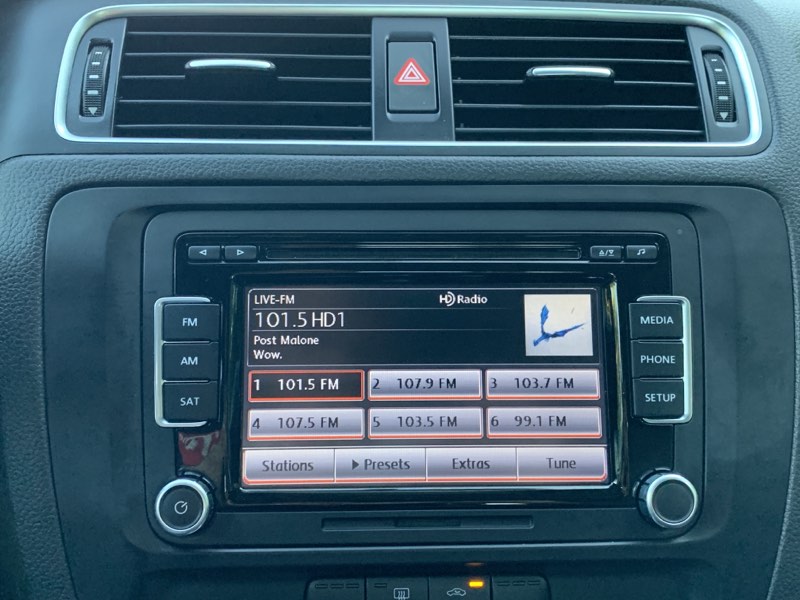 LIVE-FM
HD Radio
101.5 HD1
Post Malone
Wow.
FM
AM
SAT
MEDIA
PHONE
SETUP
1 101.5 FM
2 107.9 FM
3 103.7 FM
4 107.5 FM
5 103.5 FM
6 99.1 FM
Stations
Presets
Extras
Tune